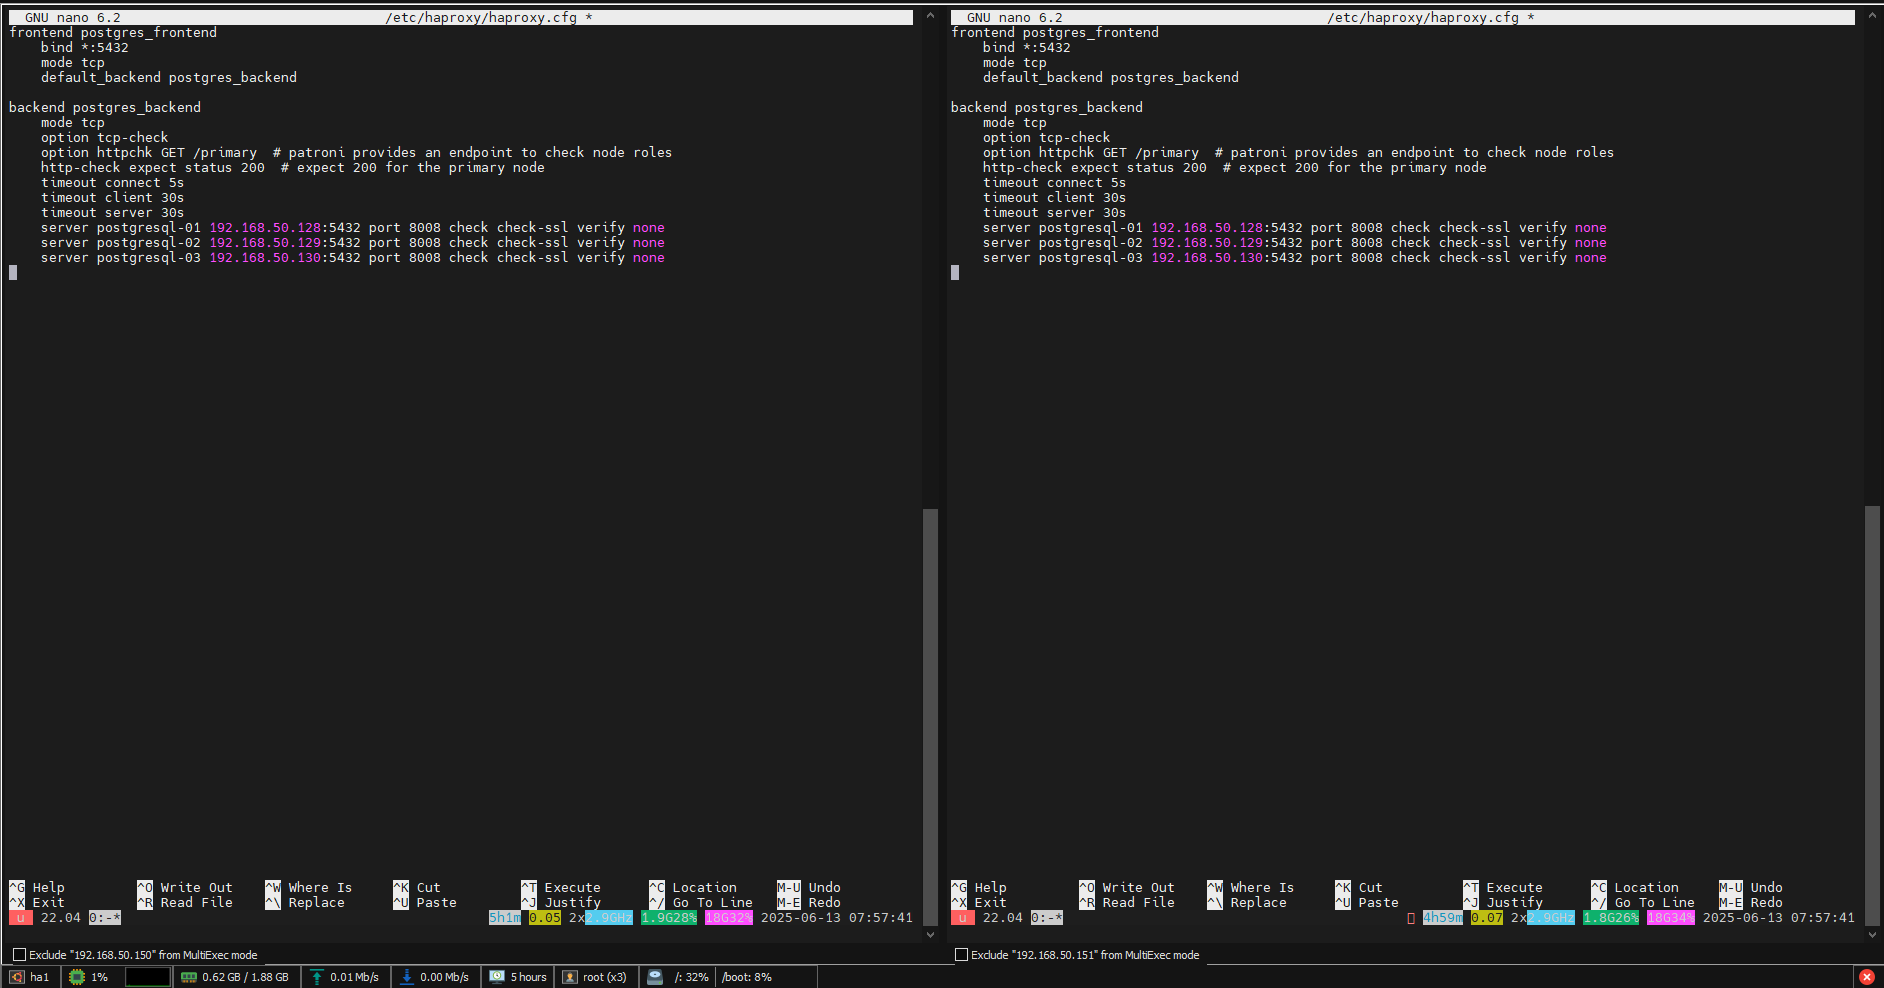 GNU nano 6.2 /etc/haproxy/haproxy.cfg *
frontend postgres_frontend
    bind *:5432
    mode tcp
    default_backend postgres_backend

backend postgres_backend
    mode tcp
    option tcp-check
    option httpchk GET /primary  # patroni provides an endpoint to check node roles
    http-check expect status 200  # expect 200 for the primary node
    timeout connect 5s
    timeout client 30s
    timeout server 30s
    server postgresql-01 192.168.50.128:5432 port 8008 check check-ssl verify none
    server postgresql-02 192.168.50.129:5432 port 8008 check check-ssl verify none
    server postgresql-03 192.168.50.130:5432 port 8008 check check-ssl verify none
^G Help ^O Write Out ^W Where Is ^K Cut ^T Execute ^C Location M-U Undo
^X Exit ^R Read File ^\ Replace ^U Paste ^J Justify ^/ Go To Line M-E Redo
u 22.04 0:-* 5h1m 0.05 2x2.9GHz 1.9G28% 18G32% 2025-06-13 07:57:41
Exclude "192.168.50.150" from MultiExec mode
GNU nano 6.2 /etc/haproxy/haproxy.cfg *
frontend postgres_frontend
    bind *:5432
    mode tcp
    default_backend postgres_backend

backend postgres_backend
    mode tcp
    option tcp-check
    option httpchk GET /primary  # patroni provides an endpoint to check node roles
    http-check expect status 200  # expect 200 for the primary node
    timeout connect 5s
    timeout client 30s
    timeout server 30s
    server postgresql-01 192.168.50.128:5432 port 8008 check check-ssl verify none
    server postgresql-02 192.168.50.129:5432 port 8008 check check-ssl verify none
    server postgresql-03 192.168.50.130:5432 port 8008 check check-ssl verify none
^G Help ^O Write Out ^W Where Is ^K Cut ^T Execute ^C Location M-U Undo
^X Exit ^R Read File ^\ Replace ^U Paste ^J Justify ^/ Go To Line M-E Redo
u 22.04 0:-* 4h59m 0.07 2x2.9GHz 1.8G26% 18G34% 2025-06-13 07:57:41
Exclude "192.168.50.151" from MultiExec mode
ha1 1% 0.62 GB / 1.88 GB 0.01 Mb/s 0.00 Mb/s 5 hours root (x3) /: 32% /boot: 8%